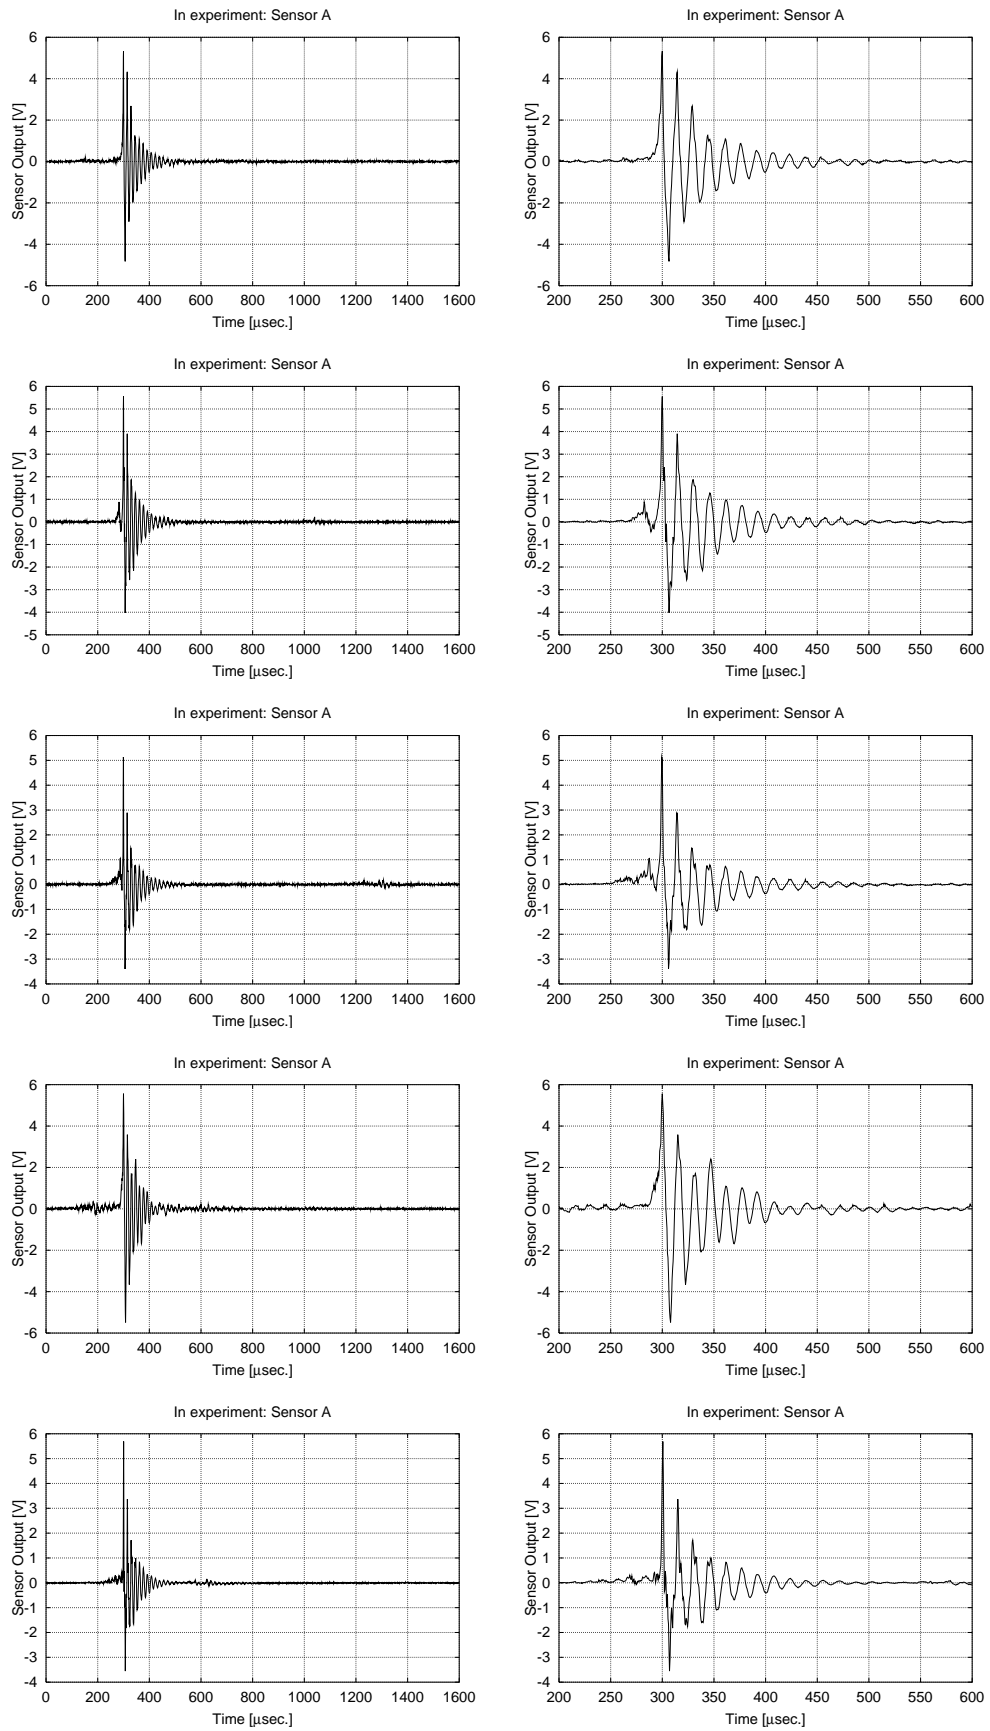 In experiment: Sensor A
Sensor Output [V]
6
4
2
0
-2
-4
-6
0 200 400 600 800 1000 1200 1400 1600
Time [μsec.]
In experiment: Sensor A
Sensor Output [V]
6
4
2
0
-2
-4
-6
200 250 300 350 400 450 500 550 600
Time [μsec.]
In experiment: Sensor A
Sensor Output [V]
6
5
4
3
2
1
0
-1
-2
-3
-4
-5
0 200 400 600 800 1000 1200 1400 1600
Time [μsec.]
In experiment: Sensor A
Sensor Output [V]
6
5
4
3
2
1
0
-1
-2
-3
-4
-5
200 250 300 350 400 450 500 550 600
Time [μsec.]
In experiment: Sensor A
Sensor Output [V]
6
5
4
3
2
1
0
-1
-2
-3
-4
0 200 400 600 800 1000 1200 1400 1600
Time [μsec.]
In experiment: Sensor A
Sensor Output [V]
6
5
4
3
2
1
0
-1
-2
-3
-4
200 250 300 350 400 450 500 550 600
Time [μsec.]
In experiment: Sensor A
Sensor Output [V]
6
4
2
0
-2
-4
-6
0 200 400 600 800 1000 1200 1400 1600
Time [μsec.]
In experiment: Sensor A
Sensor Output [V]
6
4
2
0
-2
-4
-6
200 250 300 350 400 450 500 550 600
Time [μsec.]
In experiment: Sensor A
Sensor Output [V]
6
5
4
3
2
1
0
-1
-2
-3
-4
0 200 400 600 800 1000 1200 1400 1600
Time [μsec.]
In experiment: Sensor A
Sensor Output [V]
6
5
4
3
2
1
0
-1
-2
-3
-4
200 250 300 350 400 450 500 550 600
Time [μsec.]